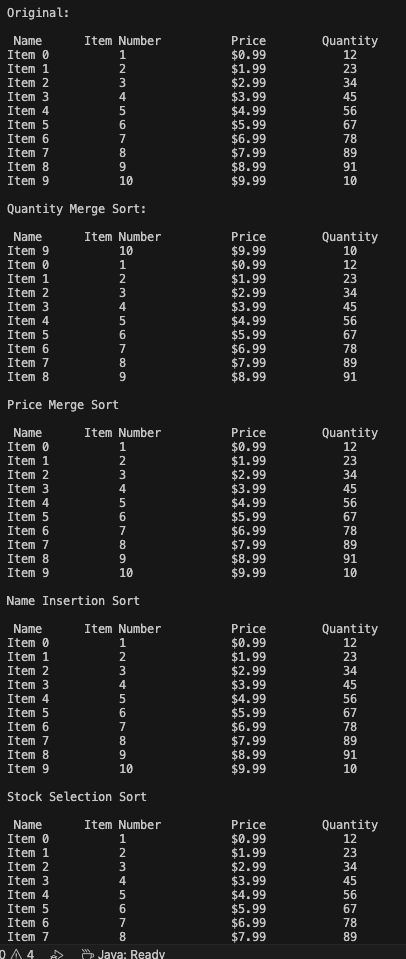 Original:
Name Item Number Price Quantity
Item 0 1 $0.99 12
Item 1 2 $1.99 23
Item 2 3 $2.99 34
Item 3 4 $3.99 45
Item 4 5 $4.99 56
Item 5 6 $5.99 67
Item 6 7 $6.99 78
Item 7 8 $7.99 89
Item 8 9 $8.99 91
Item 9 10 $9.99 10
Quantity Merge Sort:
Name Item Number Price Quantity
Item 9 10 $9.99 10
Item 0 1 $0.99 12
Item 1 2 $1.99 23
Item 2 3 $2.99 34
Item 3 4 $3.99 45
Item 4 5 $4.99 56
Item 5 6 $5.99 67
Item 6 7 $6.99 78
Item 7 8 $7.99 89
Item 8 9 $8.99 91
Price Merge Sort
Name Item Number Price Quantity
Item 0 1 $0.99 12
Item 1 2 $1.99 23
Item 2 3 $2.99 34
Item 3 4 $3.99 45
Item 4 5 $4.99 56
Item 5 6 $5.99 67
Item 6 7 $6.99 78
Item 7 8 $7.99 89
Item 8 9 $8.99 91
Item 9 10 $9.99 10
Name Insertion Sort
Name Item Number Price Quantity
Item 0 1 $0.99 12
Item 1 2 $1.99 23
Item 2 3 $2.99 34
Item 3 4 $3.99 45
Item 4 5 $4.99 56
Item 5 6 $5.99 67
Item 6 7 $6.99 78
Item 7 8 $7.99 89
Item 8 9 $8.99 91
Item 9 10 $9.99 10
Stock Selection Sort
Name Item Number Price Quantity
Item 0 1 $0.99 12
Item 1 2 $1.99 23
Item 2 3 $2.99 34
Item 3 4 $3.99 45
Item 4 5 $4.99 56
Item 5 6 $5.99 67
Item 6 7 $6.99 78
Item 7 8 $7.99 89
0 4 Java: Ready